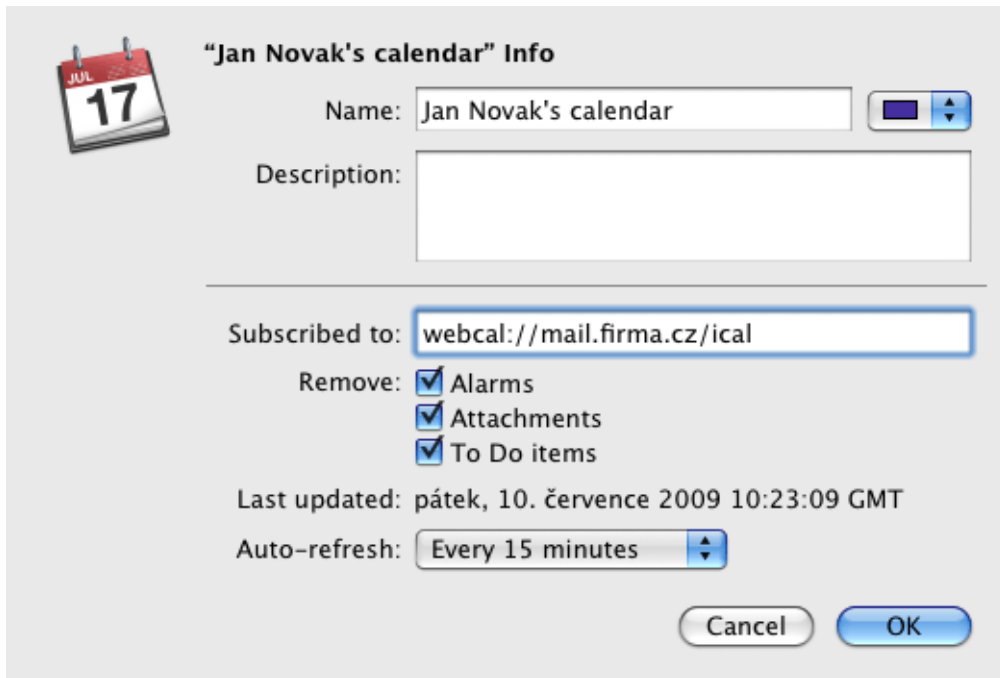 “Jan Novak's calendar” Info
JUL
17
Name: Jan Novak's calendar
Description:
Subscribed to: webcal://mail.firma.cz/ical
Remove: Alarms
Attachments
To Do items
Last updated: pátek, 10. července 2009 10:23:09 GMT
Auto-refresh: Every 15 minutes
Cancel OK